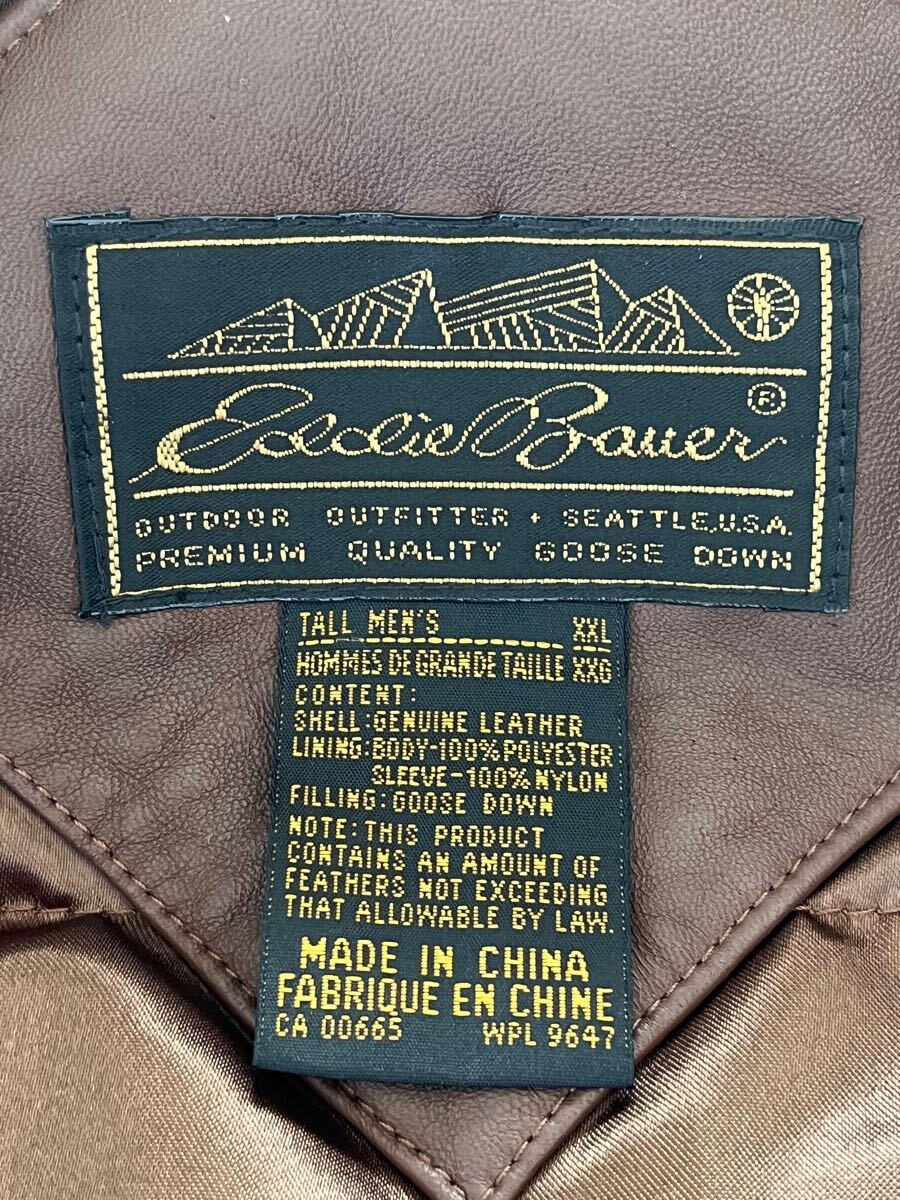 Eddie Bauer ®
OUTDOOR OUTFITTER • SEATTLE, U.S.A.
PREMIUM QUALITY GOOSE DOWN
TALL MEN'S XXL
HOMMES DE GRANDE TAILLE XXG
CONTENT:
SHELL: GENUINE LEATHER
LINING: BODY-100% POLYESTER
SLEEVE-100% NYLON
FILLING: GOOSE DOWN
NOTE: THIS PRODUCT
CONTAINS AN AMOUNT OF
FEATHERS NOT EXCEEDING
THAT ALLOWABLE BY LAW.
MADE IN CHINA
FABRIQUE EN CHINE
CA 00665 WPL 9647